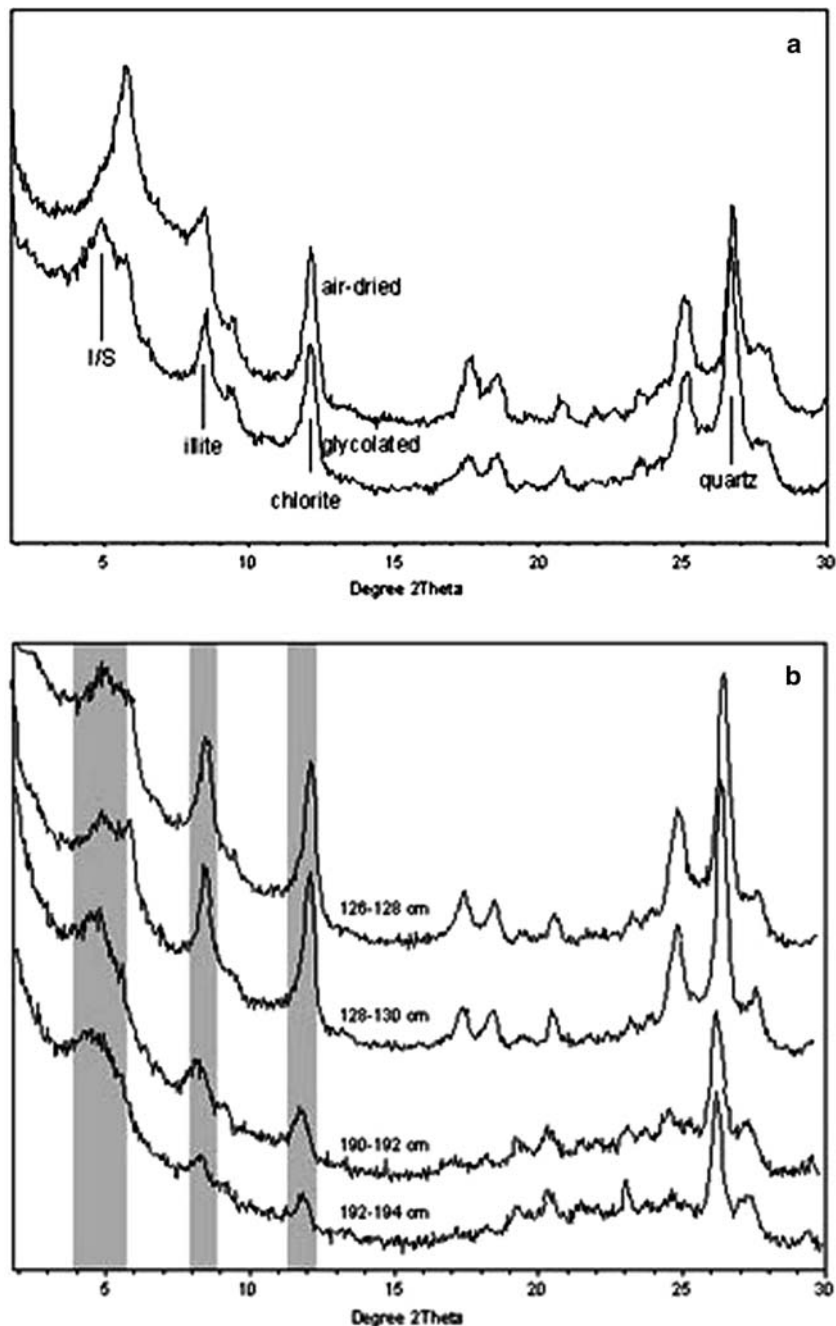 a
air-dried
I/S
illite
glycolated
chlorite
quartz
5 10 15 20 25 30
Degree 2Theta
b
126-128 cm
128-130 cm
190-192 cm
192-194 cm
5 10 15 20 25 30
Degree 2Theta